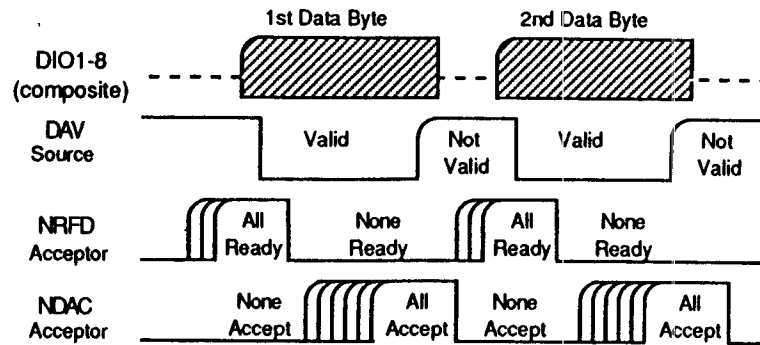 1st Data Byte 2nd Data Byte
DIO1-8
(composite)
DAV
Source
Valid
Not
Valid
Valid
Not
Valid
NRFD
Acceptor
All
Ready
None
Ready
All
Ready
None
Ready
NDAC
Acceptor
None
Accept
All
Accept
None
Accept
All
Accept